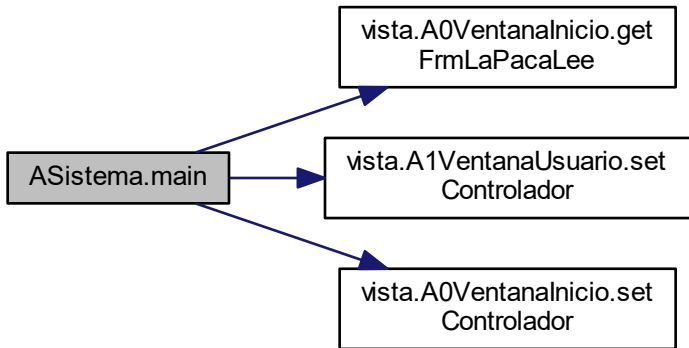 vista.A0VentanaInicio.get
FrmLaPacaLee
ASistema.main
vista.A1VentanaUsuario.set
Controlador
vista.A0VentanaInicio.set
Controlador